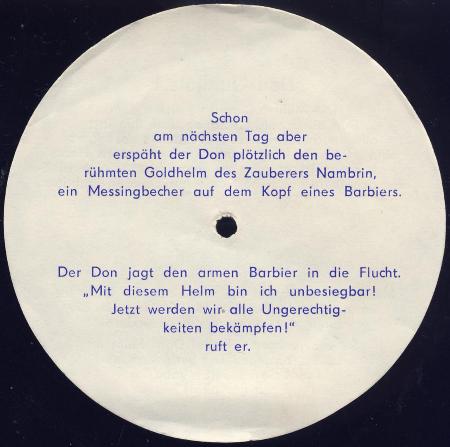 Schon
am nächsten Tag aber
erspäht der Don plötzlich den be-
rühmten Goldhelm des Zauberers Nambrin,
ein Messingbecher auf dem Kopf eines Barbiers.
Der Don jagt den armen Barbier in die Flucht.
„Mit diesem Helm bin ich unbesiegbar!
Jetzt werden wir alle Ungerechtig-
keiten bekämpfen!“
ruft er.